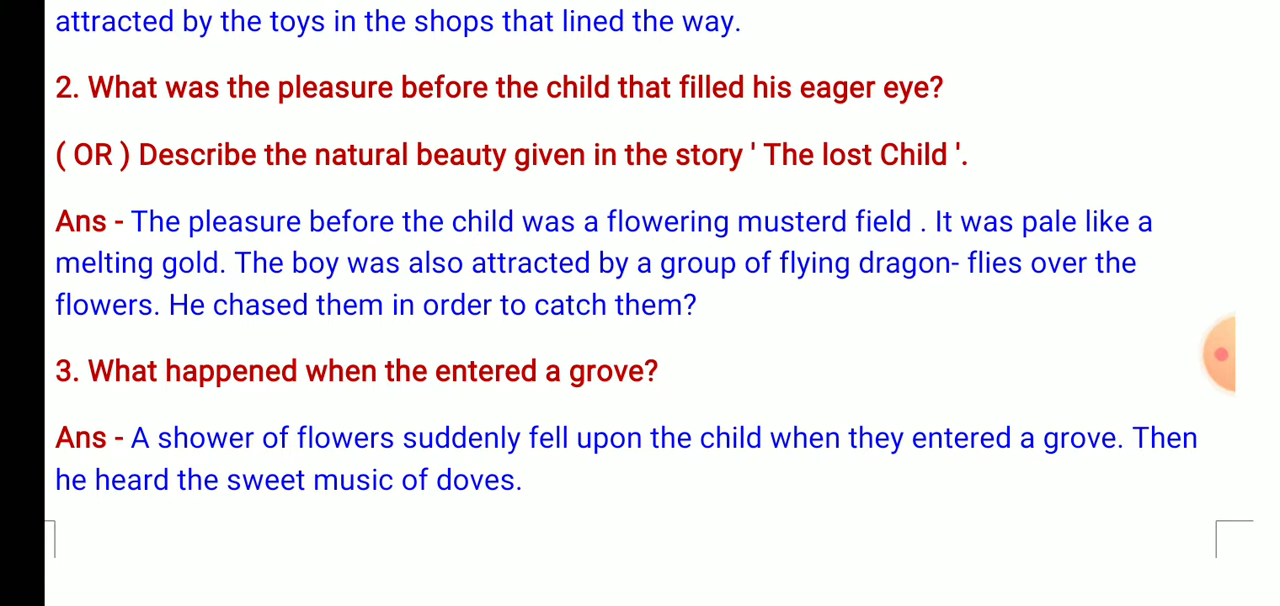 attracted by the toys in the shops that lined the way.
2. What was the pleasure before the child that filled his eager eye?
( OR ) Describe the natural beauty given in the story ' The lost Child '.
Ans - The pleasure before the child was a flowering musterd field . It was pale like a
melting gold. The boy was also attracted by a group of flying dragon- flies over the
flowers. He chased them in order to catch them?
3. What happened when the entered a grove?
Ans - A shower of flowers suddenly fell upon the child when they entered a grove. Then
he heard the sweet music of doves.